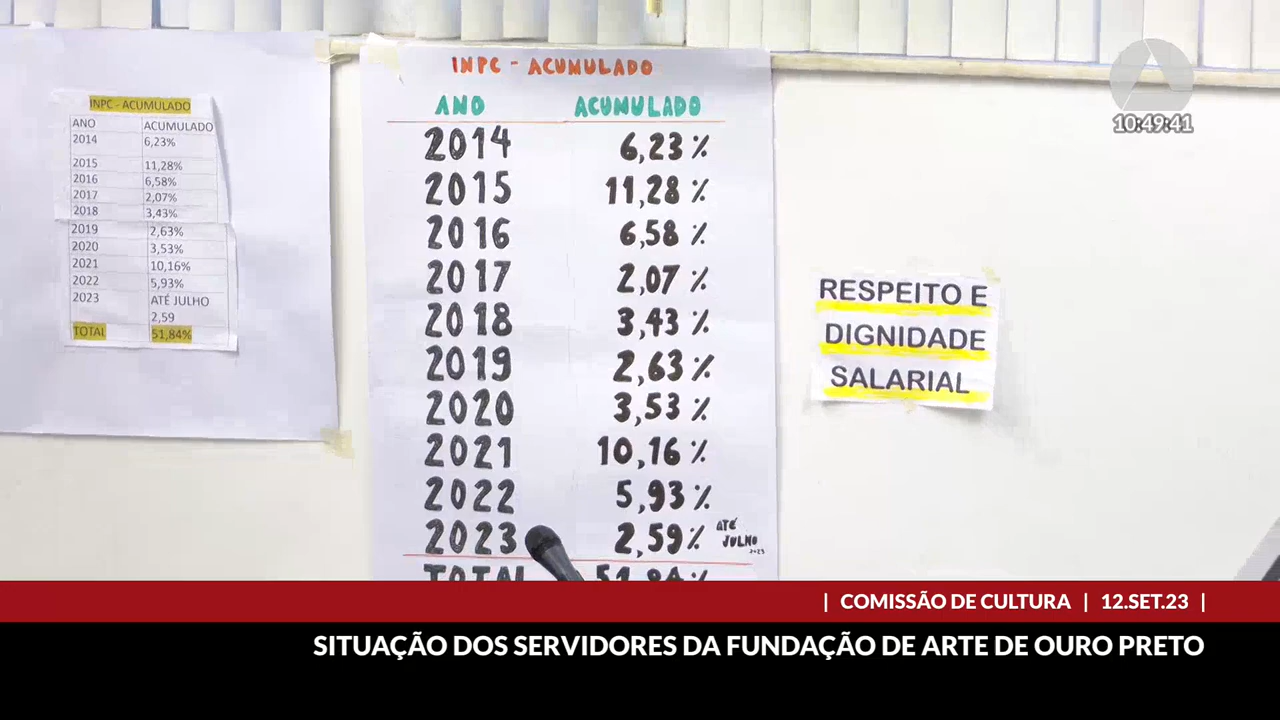 INPC - ACUMULADO
ANO ACUMULADO
2014 6,23%
2015 11,28%
2016 6,58%
2017 2,07%
2018 3,43%
2019 2,63%
2020 3,53%
2021 10,16%
2022 5,93%
2023 ATÉ JULHO
2,59
TOTAL 51,84%
INPC - ACUMULADO
ANO ACUMULADO
2014 6,23%
2015 11,28%
2016 6,58%
2017 2,07%
2018 3,43%
2019 2,63%
2020 3,53%
2021 10,16%
2022 5,93%
2023 2,59% ATÉ
JULHO
2023
TOTAL 51,84%
RESPEITO E
DIGNIDADE
SALARIAL
10:49:41
| COMISSÃO DE CULTURA | 12.SET.23 |
SITUAÇÃO DOS SERVIDORES DA FUNDAÇÃO DE ARTE DE OURO PRETO